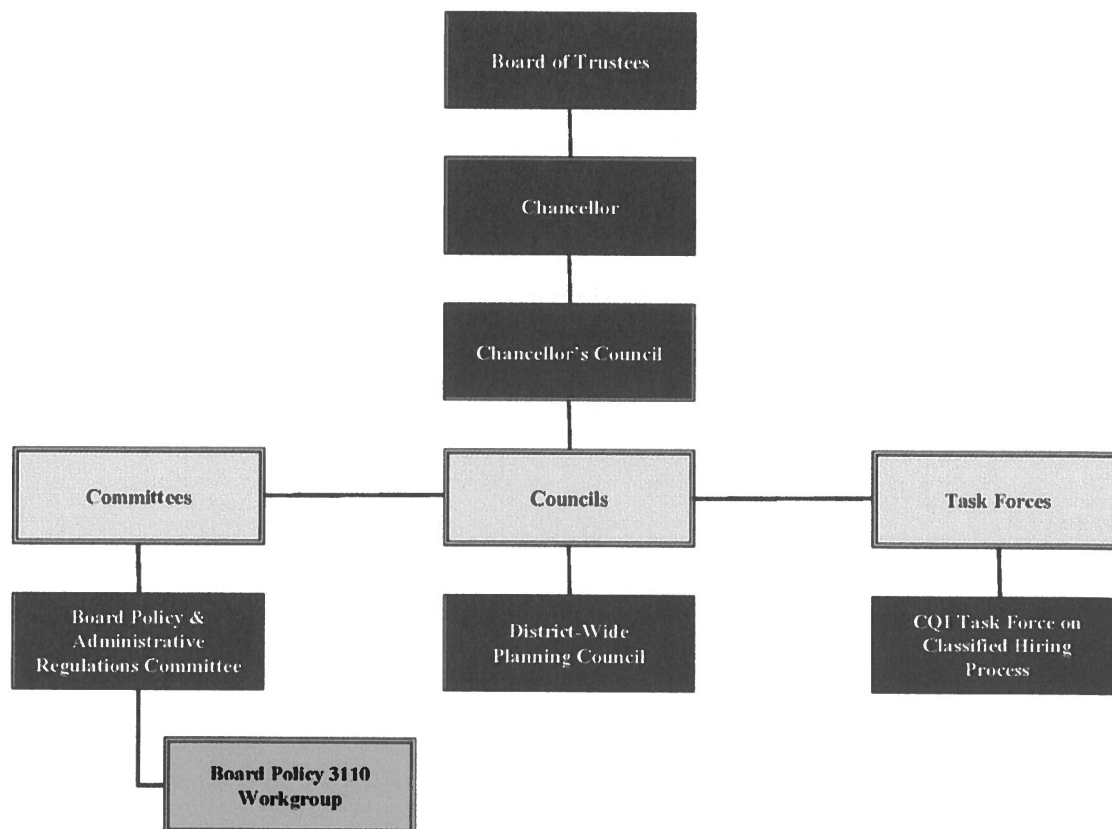 Board of Trustees
Chancellor
Chancellor's Council
Committees
Councils
Task Forces
Board Policy &
Administrative
Regulations Committee
District-Wide
Planning Council
CQI Task Force on
Classified Hiring
Process
Board Policy 3110
Workgroup